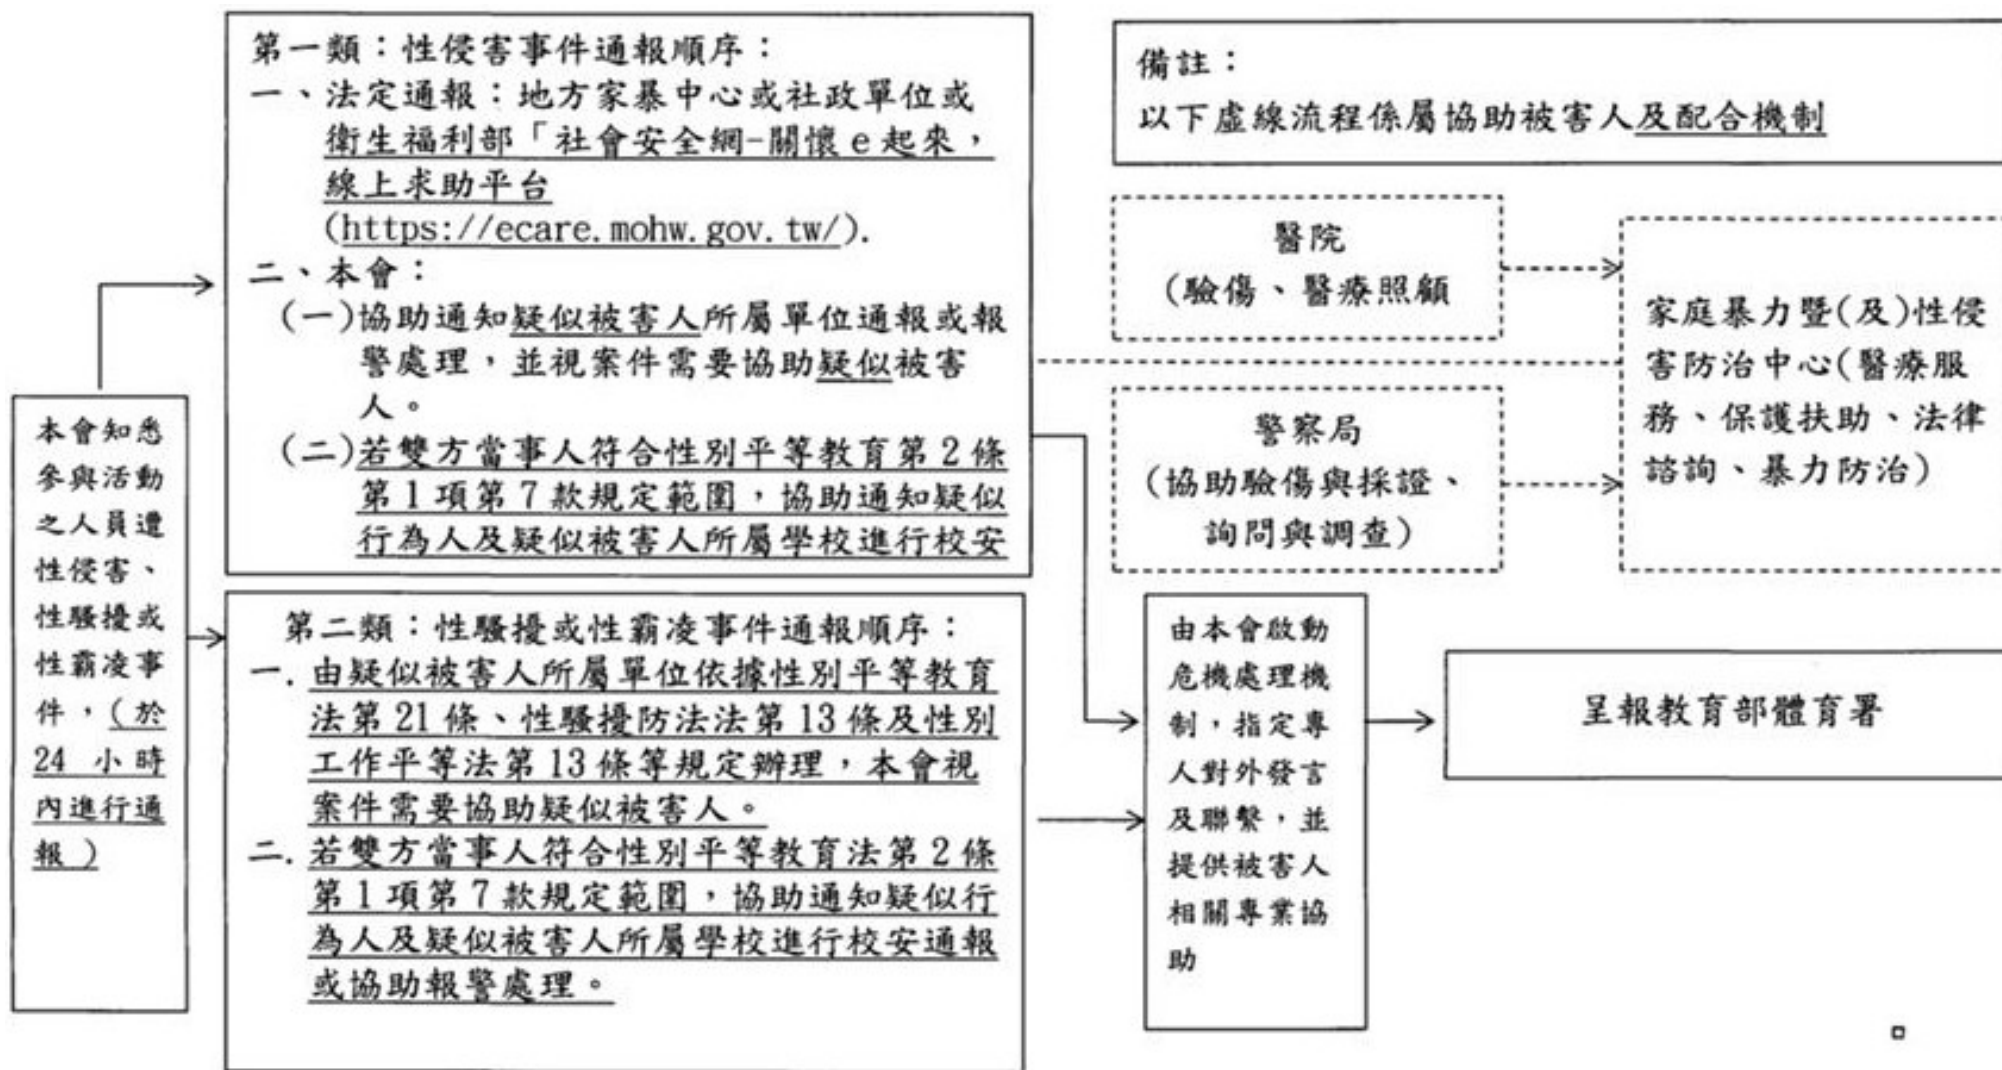 本會知悉
參與活動
之人員遭
性侵害、
性騷擾或
性霸凌事
件，(於
24 小時
內進行通
報)
第一類：性侵害事件通報順序：
一、法定通報：地方家暴中心或社政單位或
衛生福利部「社會安全網-關懷 e 起來，
線上求助平台
(https://ecare.mohw.gov.tw/).
二、本會：
(一)協助通知疑似被害人所屬單位通報或報
警處理，並視案件需要協助疑似被害
人。
(二)若雙方當事人符合性別平等教育第 2 條
第 1 項第 7 款規定範圍，協助通知疑似
行為人及疑似被害人所屬學校進行校安
第二類：性騷擾或性霸凌事件通報順序：
一. 由疑似被害人所屬單位依據性別平等教育
法第 21 條、性騷擾防法法第 13 條及性別
工作平等法第 13 條等規定辦理，本會視
案件需要協助疑似被害人。
二. 若雙方當事人符合性別平等教育法第 2 條
第 1 項第 7 款規定範圍，協助通知疑似行
為人及疑似被害人所屬學校進行校安通報
或協助報警處理。
備註：
以下虛線流程係屬協助被害人及配合機制
醫院
(驗傷、醫療照顧
警察局
(協助驗傷與採證、
詢問與調查)
家庭暴力暨(及)性侵
害防治中心(醫療服
務、保護扶助、法律
諮詢、暴力防治)
由本會啟動
危機處理機
制，指定專
人對外發言
及聯繫，並
提供被害人
相關專業協
助
呈報教育部體育署